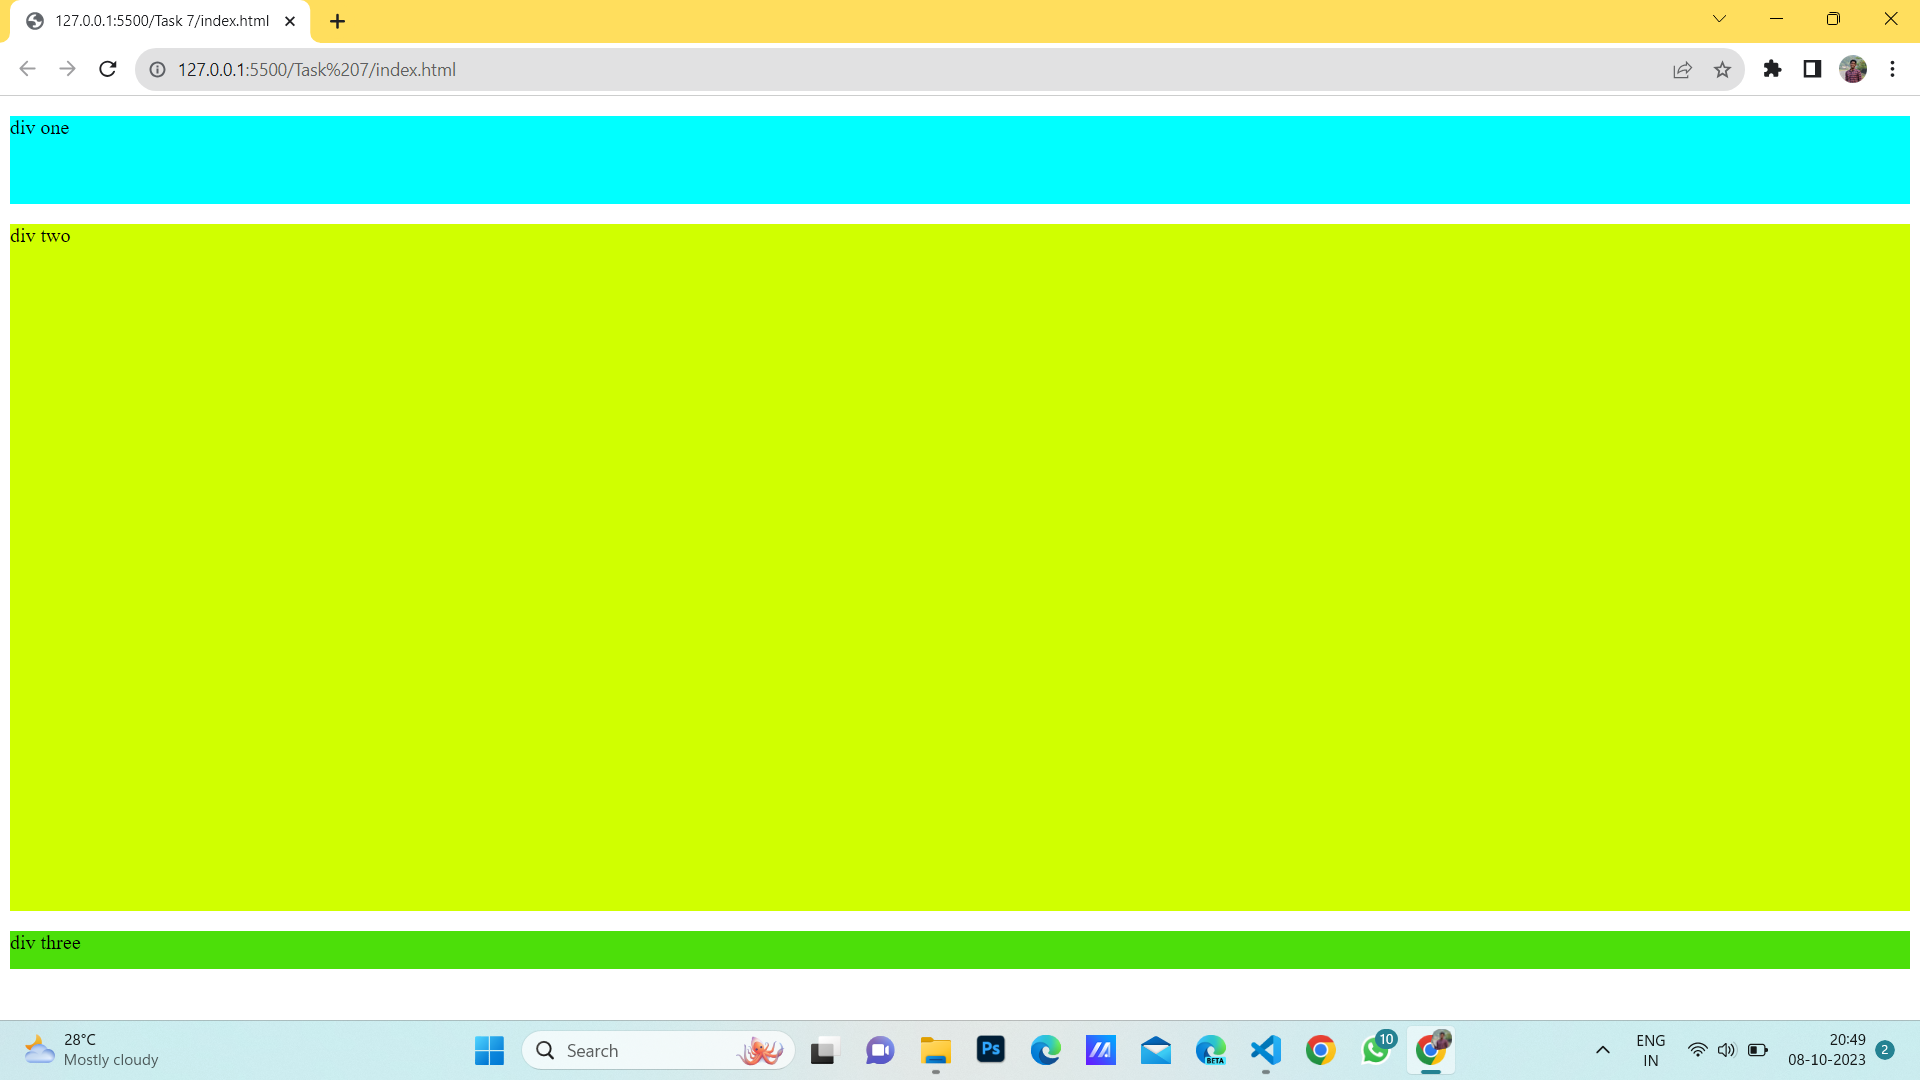 127.0.0.1:5500/Task 7/index.html
127.0.0.1:5500/Task%207/index.html
div one
div two
div three
28°C
Mostly cloudy
Search
Ps
BETA
10
ENG
IN
20:49
08-10-2023
2